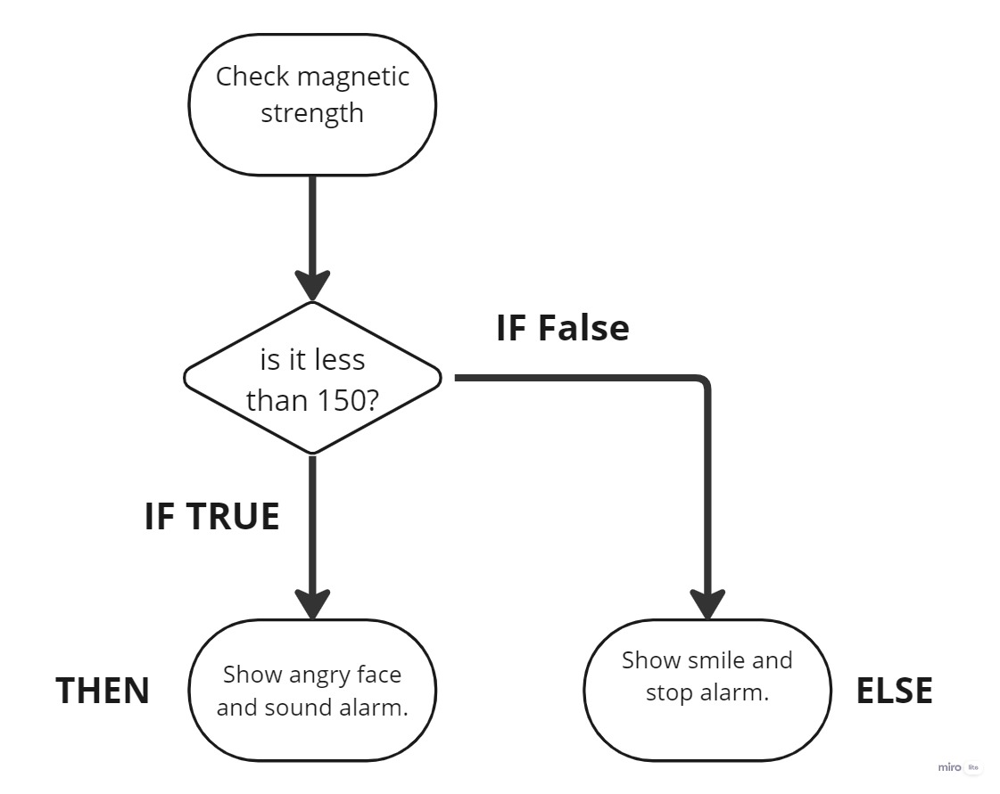 Check magnetic
strength
is it less
than 150?
IF False
IF TRUE
THEN
Show angry face
and sound alarm.
Show smile and
stop alarm.
ELSE
miro lite